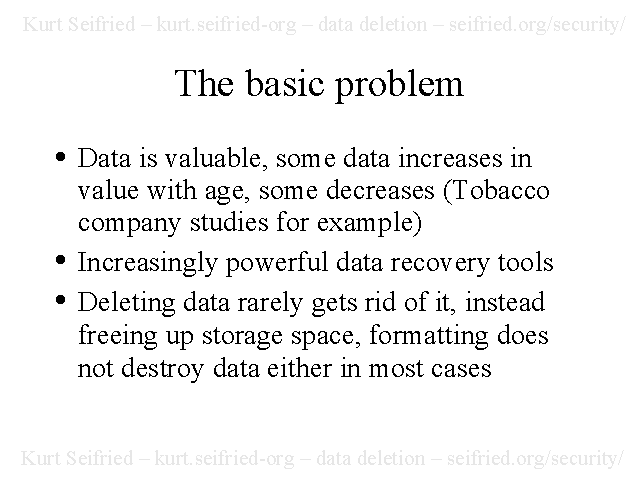 Kurt Seifried – kurt.seifried-org – data deletion – seifried.org/security/
The basic problem
• Data is valuable, some data increases in
value with age, some decreases (Tobacco
company studies for example)
• Increasingly powerful data recovery tools
• Deleting data rarely gets rid of it, instead
freeing up storage space, formatting does
not destroy data either in most cases
Kurt Seifried – kurt.seifried-org – data deletion – seifried.org/security/